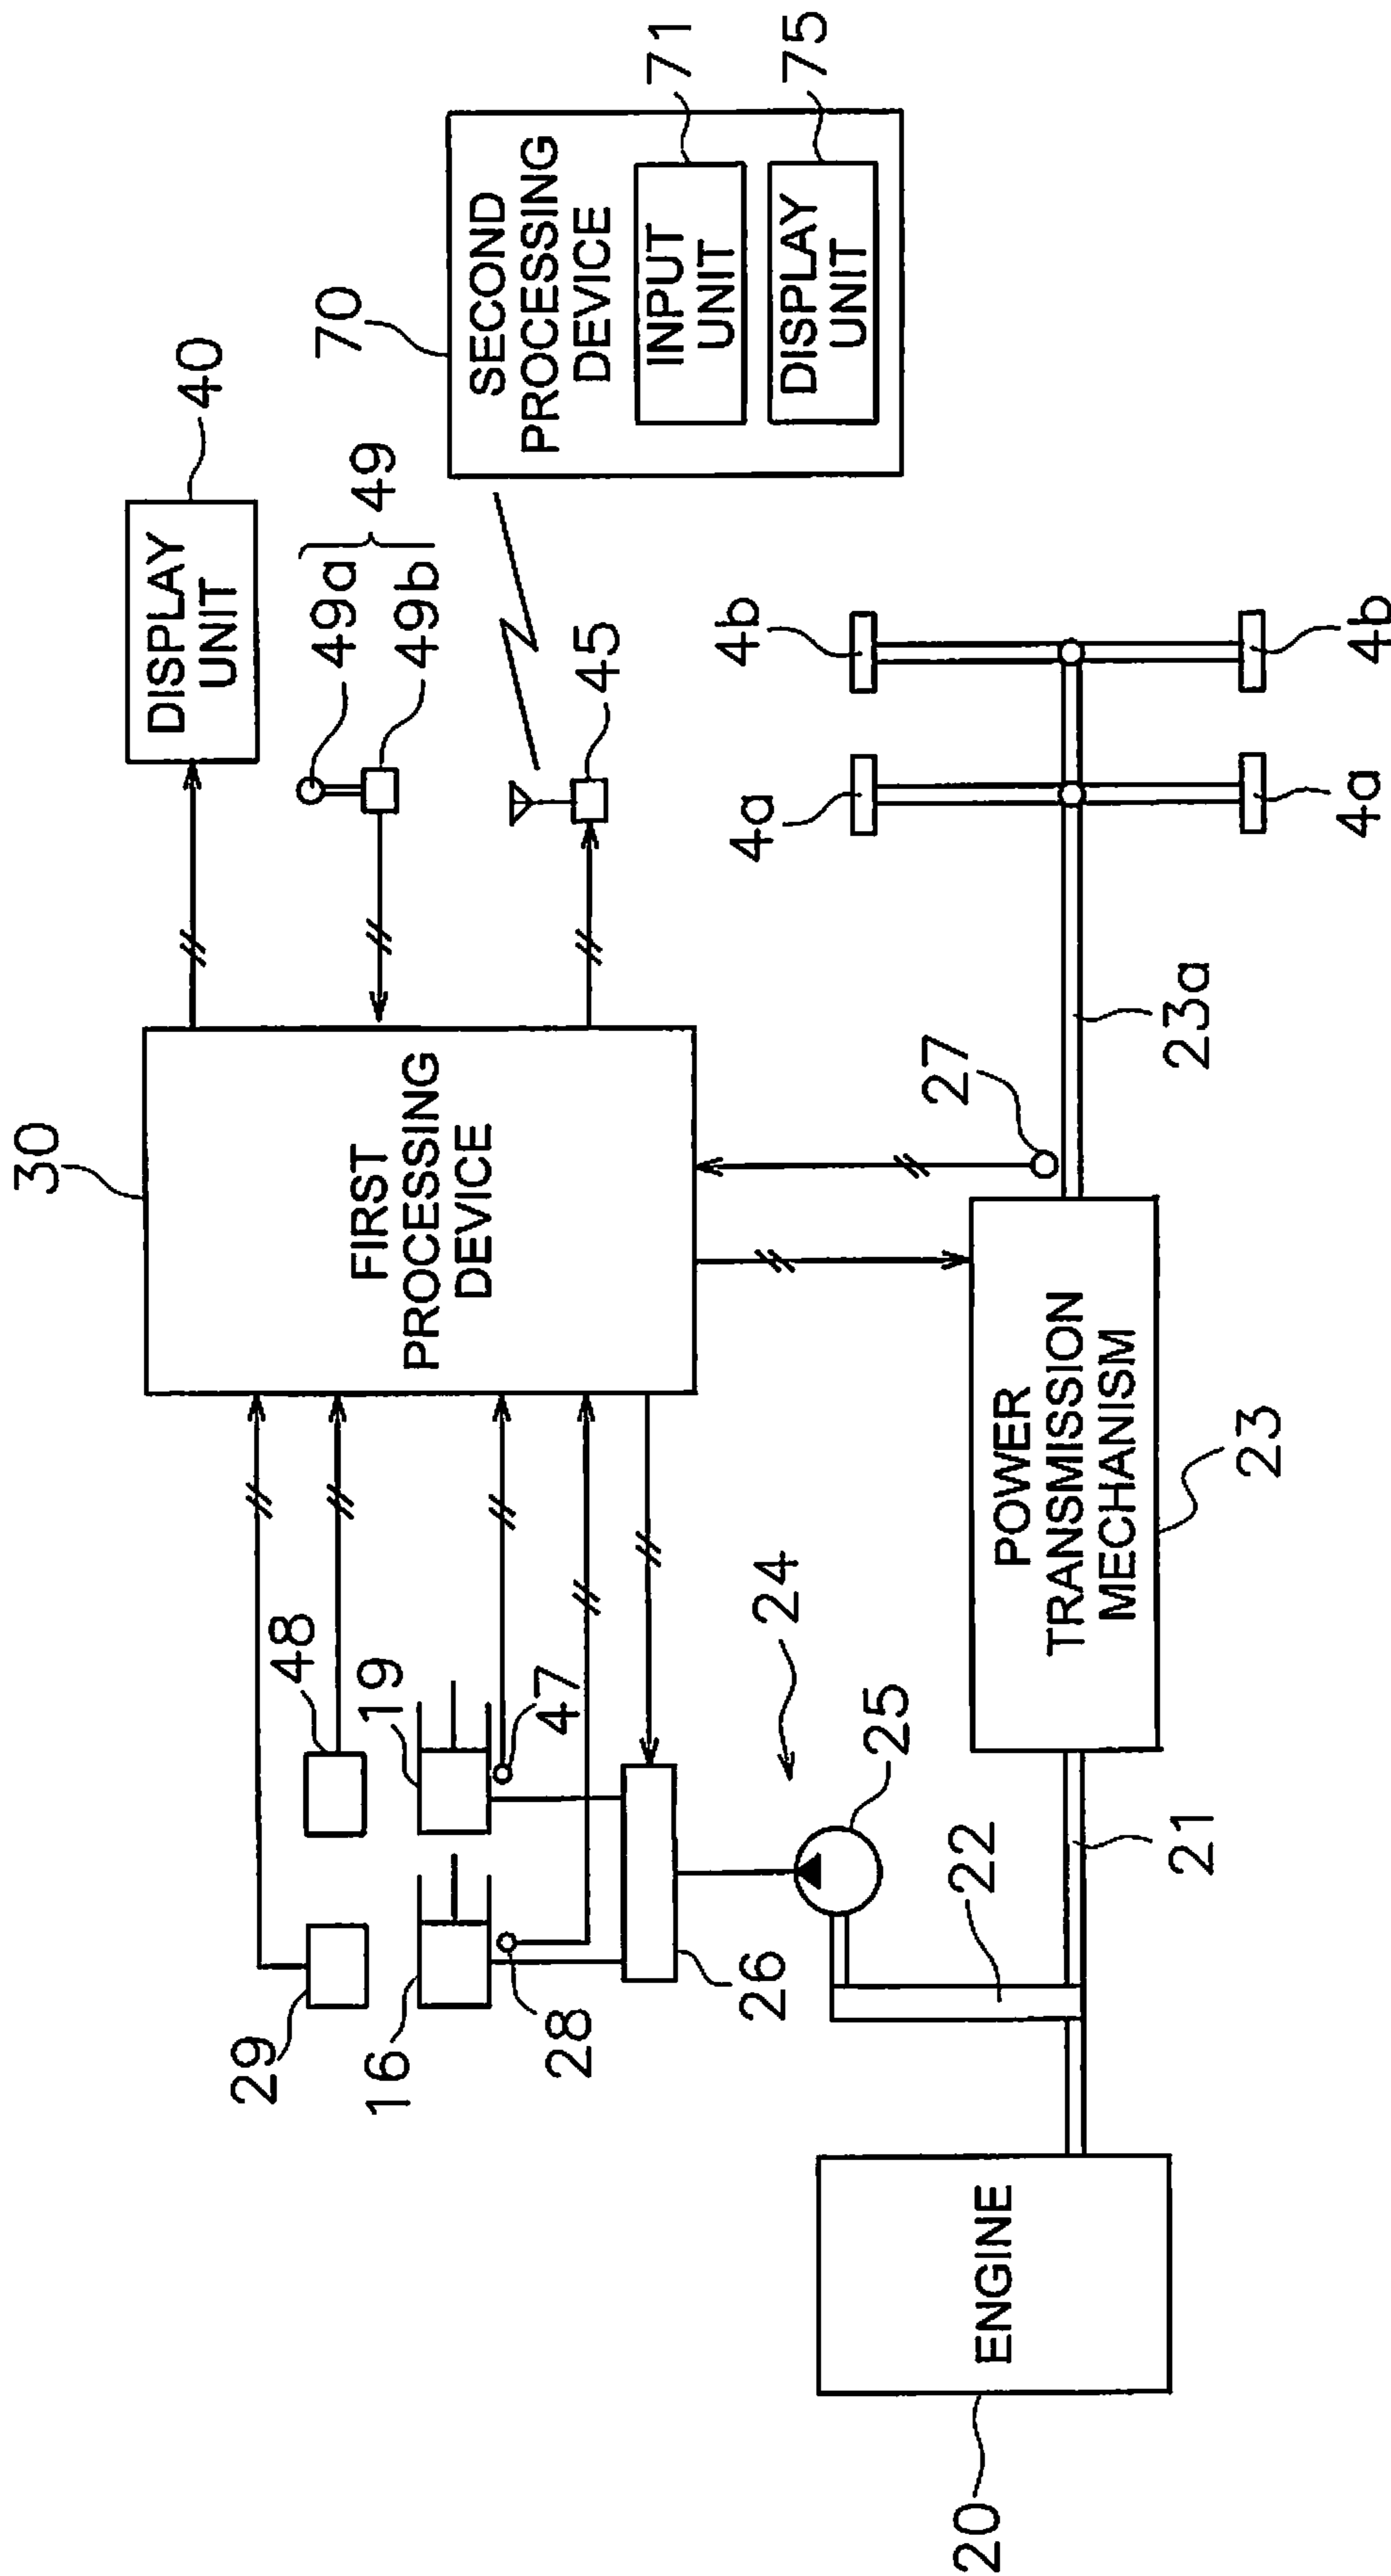 30
40
DISPLAY
UNIT
29
48
FIRST
PROCESSING
DEVICE
49a
49
49b
70
SECOND
PROCESSING
DEVICE
71
INPUT
UNIT
75
DISPLAY
UNIT
16
19
28
47
45
26
24
25
22
27
4a
4b
ENGINE
20
21
POWER
TRANSMISSION
MECHANISM
23
23a
4a
4b